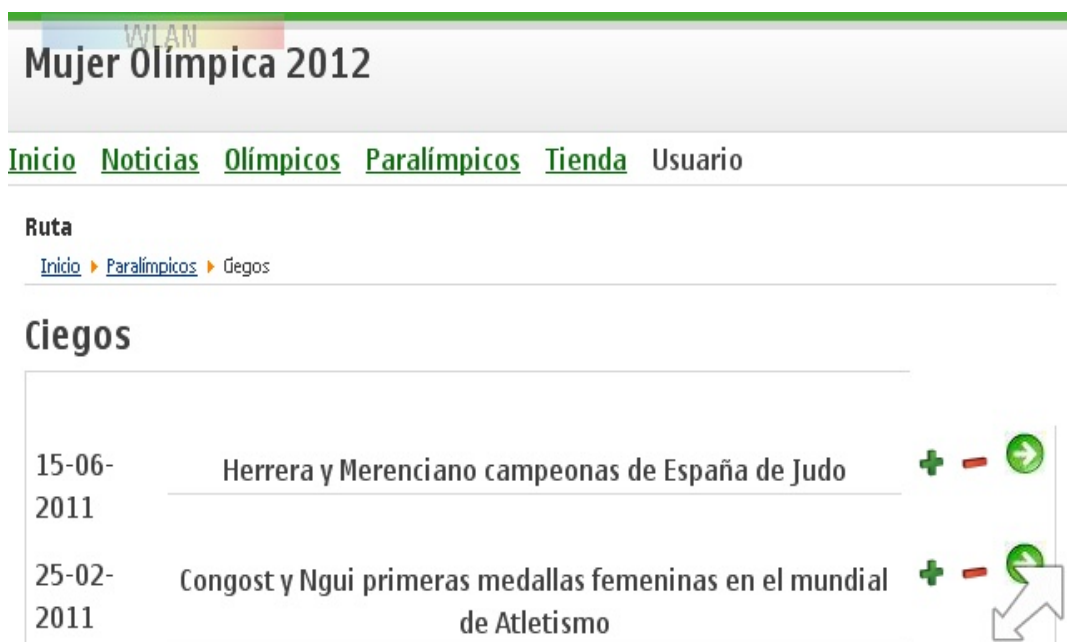 WLAN
Mujer Olímpica 2012
Inicio Noticias Olímpicos Paralímpicos Tienda Usuario
Ruta
Inicio Paralímpicos Ciegos
Ciegos
15-06-
2011
Herrera y Merenciano campeonas de España de Judo
25-02-
2011
Congost y Ngui primeras medallas femeninas en el mundial
de Atletismo